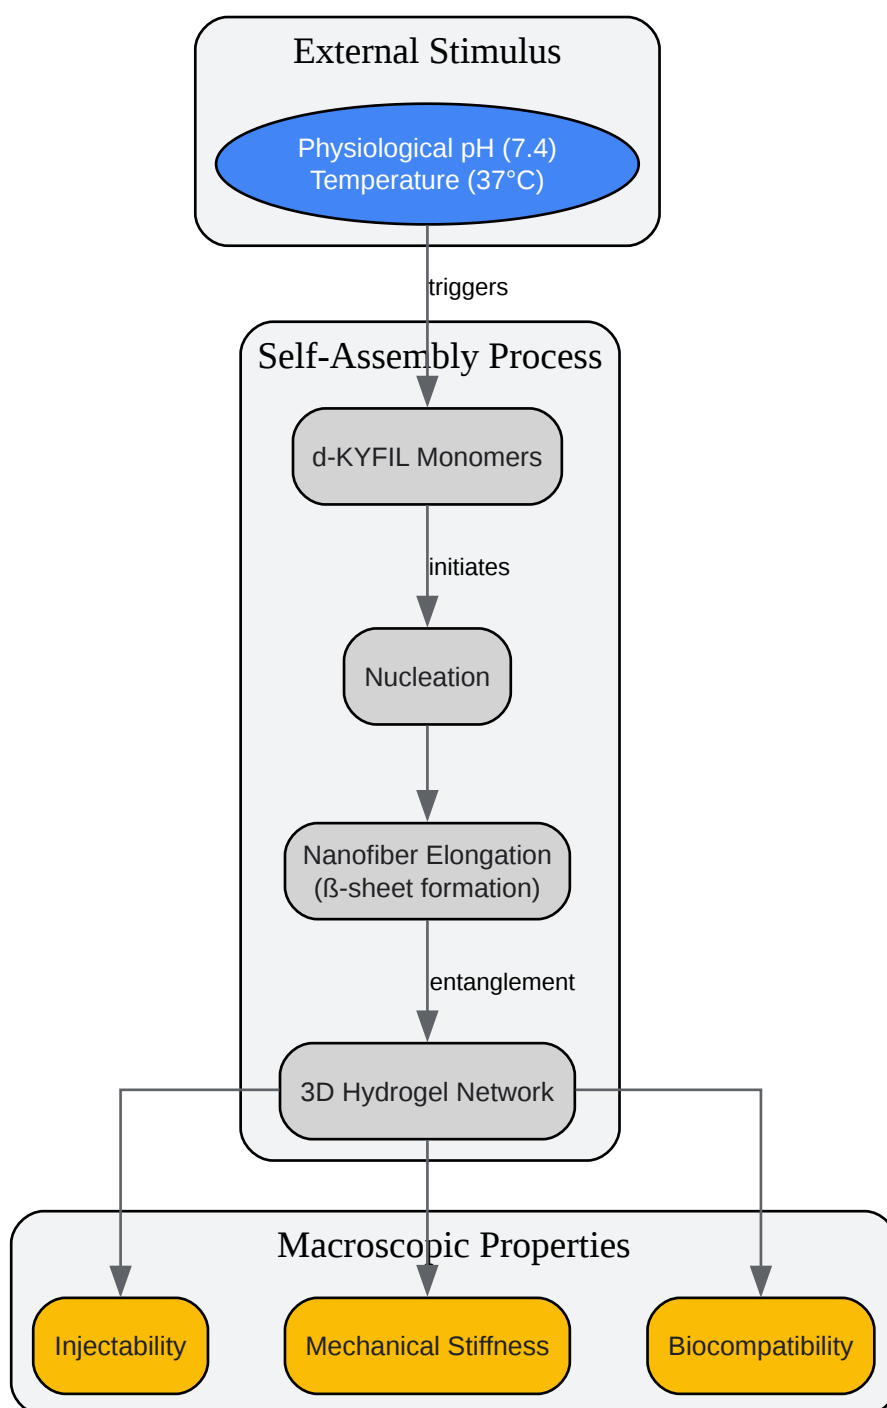 External Stimulus
Physiological pH (7.4)
Temperature (37°C)
triggers
Self-Assembly Process
d-KYFIL Monomers
initiates
Nucleation
Nanofiber Elongation
(ß-sheet formation)
entanglement
3D Hydrogel Network
Macroscopic Properties
Injectability
Mechanical Stiffness
Biocompatibility